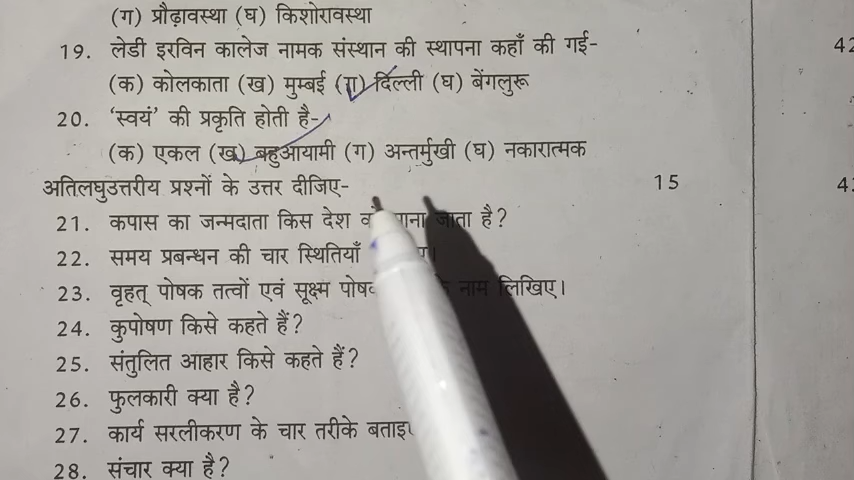 (ग) प्रौढ़ावस्था (घ) किशोरावस्था
19. लेडी इरविन कालेज नामक संस्थान की स्थापना कहाँ की गई-
(क) कोलकाता (ख) मुम्बई (ग) दिल्ली (घ) बेंगलुरू
20. 'स्वयं' की प्रकृति होती है-
(क) एकल (ख) बहुआयामी (ग) अन्तर्मुखी (घ) नकारात्मक
अतिलघुउत्तरीय प्रश्नों के उत्तर दीजिए- 15
21. कपास का जन्मदाता किस देश जाता है?
22. समय प्रबन्धन की चार स्थितियाँ
23. वृहत् पोषक तत्वों एवं सूक्ष्म नाम लिखिए।
24. कुपोषण किसे कहते हैं?
25. संतुलित आहार किसे कहते हैं?
26. फुलकारी क्या है?
27. कार्य सरलीकरण के चार तरीके
28. संचार क्या है?